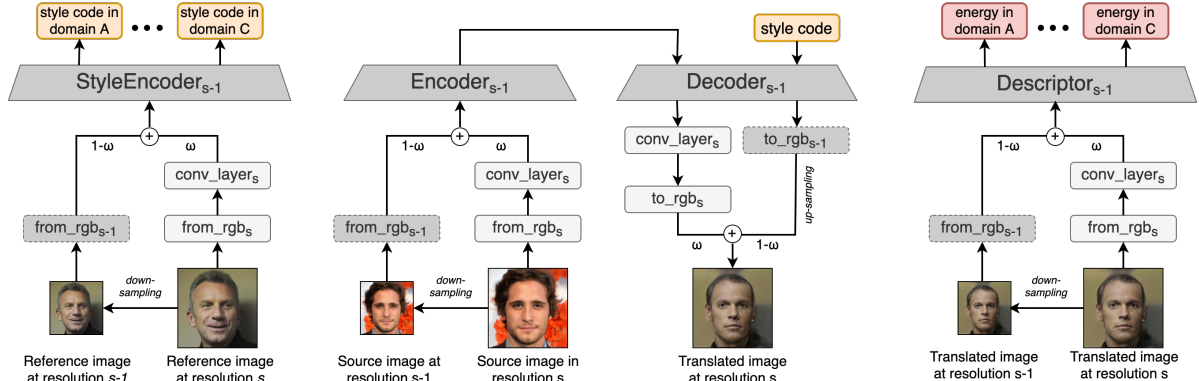 style code in
domain A
style code in
domain C
StyleEncoders-1
1-ω
+
ω
conv_layers
from_rgbs-1
from_rgbs
down-
sampling
Reference image
at resolution s-1
Reference image
at resolution s
Encoders-1
1-ω
+
ω
conv_layers
from_rgbs-1
from_rgbs
down-
sampling
Source image at
resolution s-1
Source image in
resolution s
style code
Decoders-1
conv_layers
to_rgbs-1
to_rgbs
up-sampling
ω
+
1-ω
Translated image
at resolution s
energy in
domain A
energy in
domain C
Descriptors-1
1-ω
+
ω
conv_layers
from_rgbs-1
from_rgbs
down-
sampling
Translated image
at resolution s-1
Translated image
at resolution s